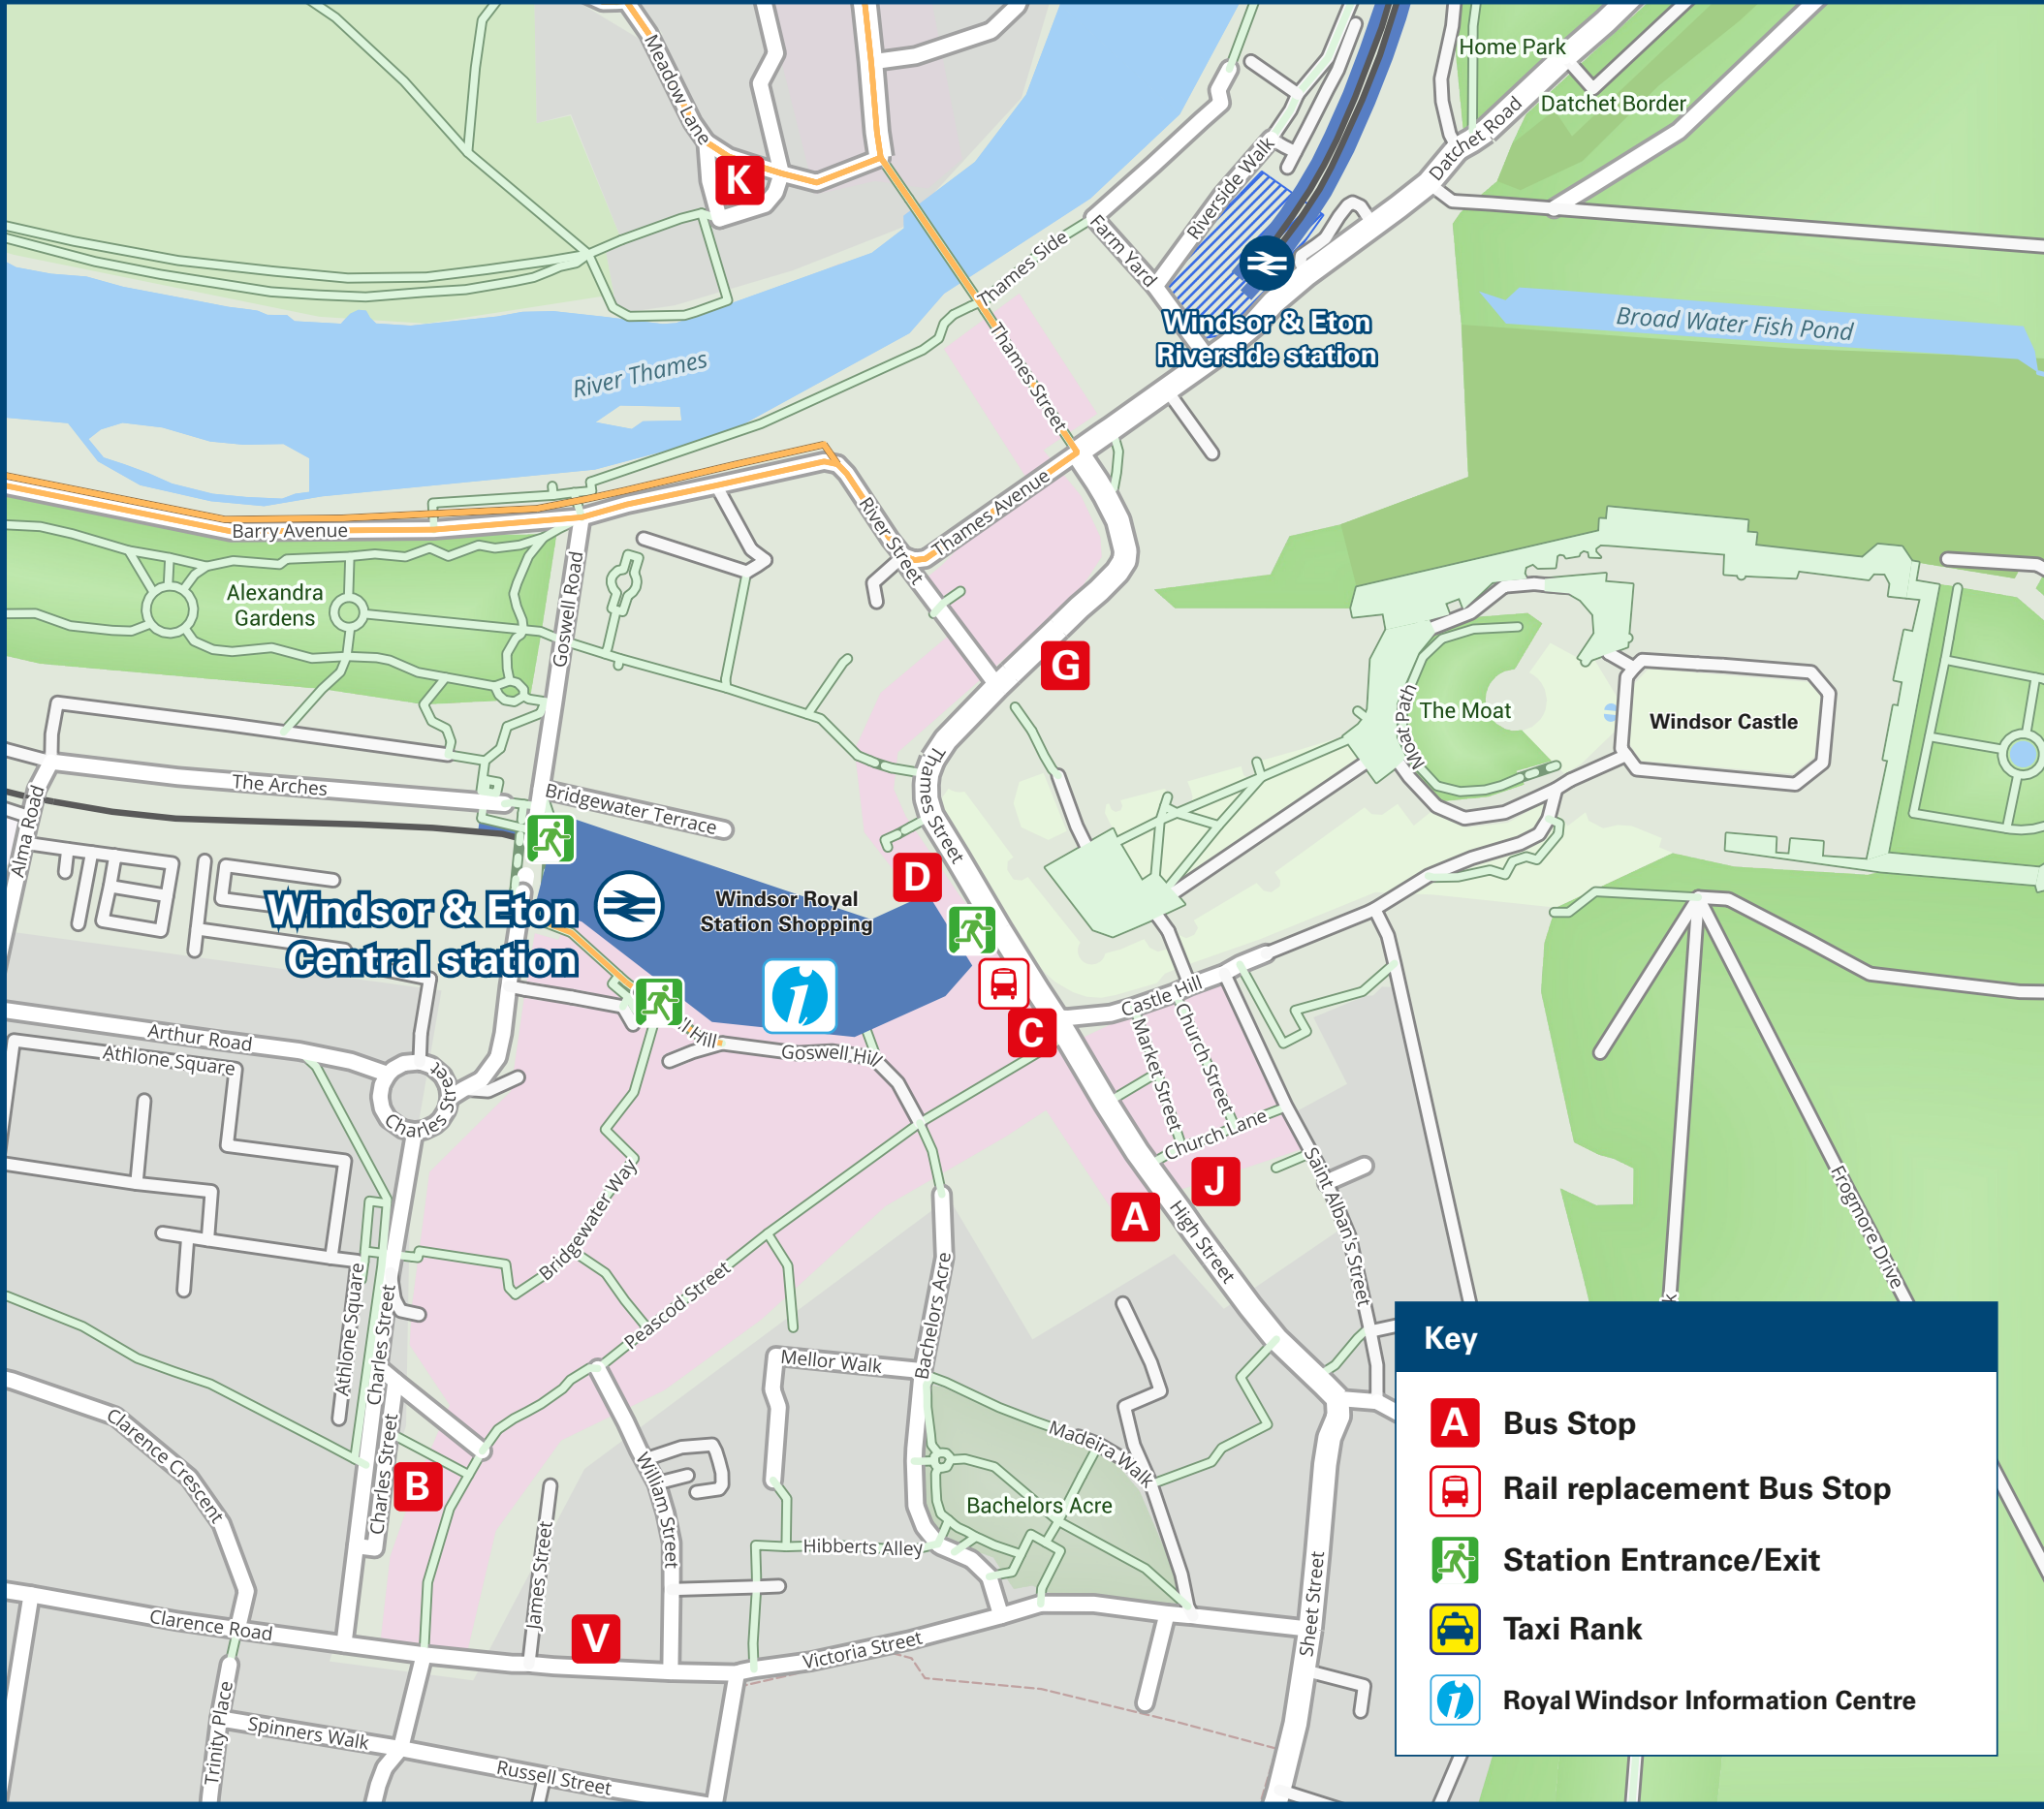 Home Park
Datchet Border
Meadow Lane
K
Datchet Road
Riverside Walk
Farm Yard
Thames Side
Windsor & Eton
Riverside station
Broad Water Fish Pond
River Thames
Thames Street
Barry Avenue
River Street
Thames Avenue
Alexandra
Gardens
Goswell Road
G
The Moat
Moat Path
Windsor Castle
The Arches
Bridgewater Terrace
Alma Road
Thames Street
D
Windsor Royal
Station Shopping
Windsor & Eton
Central station
Castle Hill
C
Market Street
Church Street
Church Lane
Arthur Road
Athlone Square
ll Hill
Goswell Hill
Charles Street
Charles Street
J
A
High Street
Saint Alban's Street
Frogmore Drive
k
Bridgewater Way
Peascod Street
Bachelors Acre
Athlone Square
Charles Street
Mellor Walk
Madeira Walk
Clarence Crescent
Charles Street
B
William Street
Bachelors Acre
Hibberts Alley
James Street
V
Victoria Street
Sheet Street
Clarence Road
Trinity Place
Spinners Walk
Russell Street
Key
A Bus Stop
Rail replacement Bus Stop
Station Entrance/Exit
Taxi Rank
i Royal Windsor Information Centre